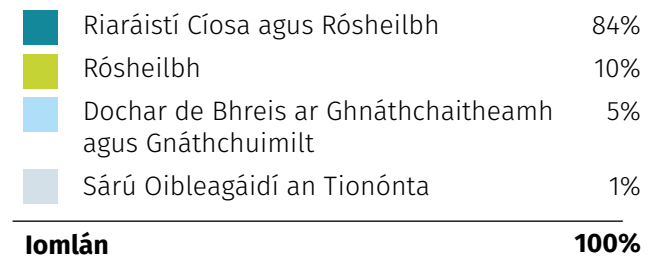 Riaráistí Cíosa agus Rósheilbh 84%
Rósheilbh 10%
Dochar de Bhreis ar Ghnáthchaitheamh 5%
agus Gnáthchuimilt
Sárú Oibleagáidí an Tionónta 1%
Iomlán 100%